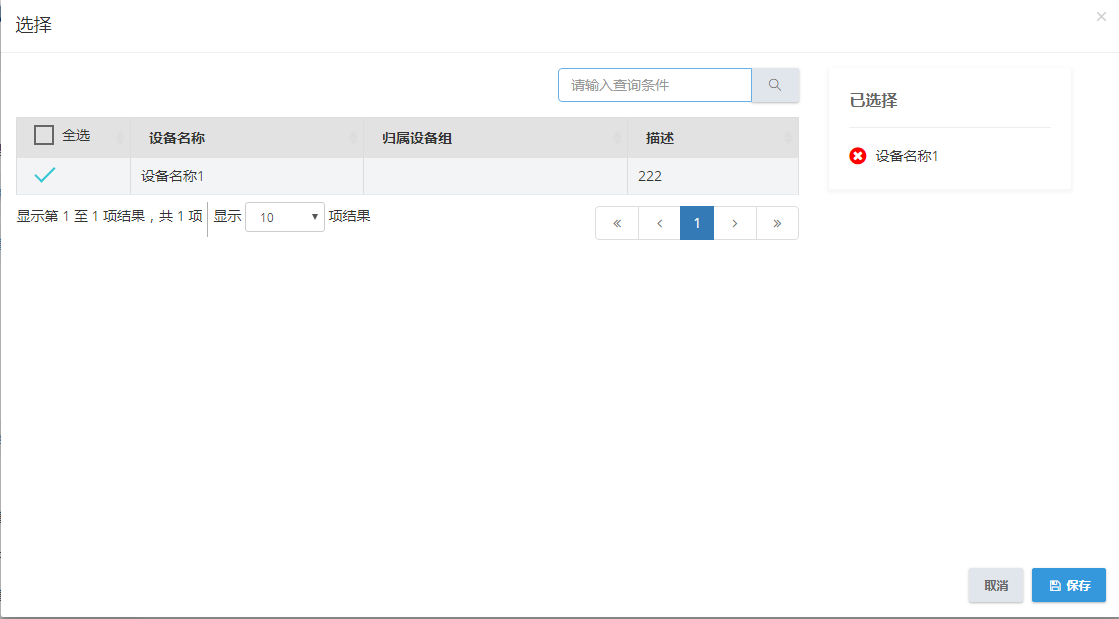 选择
×
请输入查询条件
已选择
全选 设备名称 归属设备组 描述
设备名称1
设备名称1 222
显示第 1 至 1 项结果，共 1 项 显示 10 项结果
« ‹ 1 › »
取消 保存